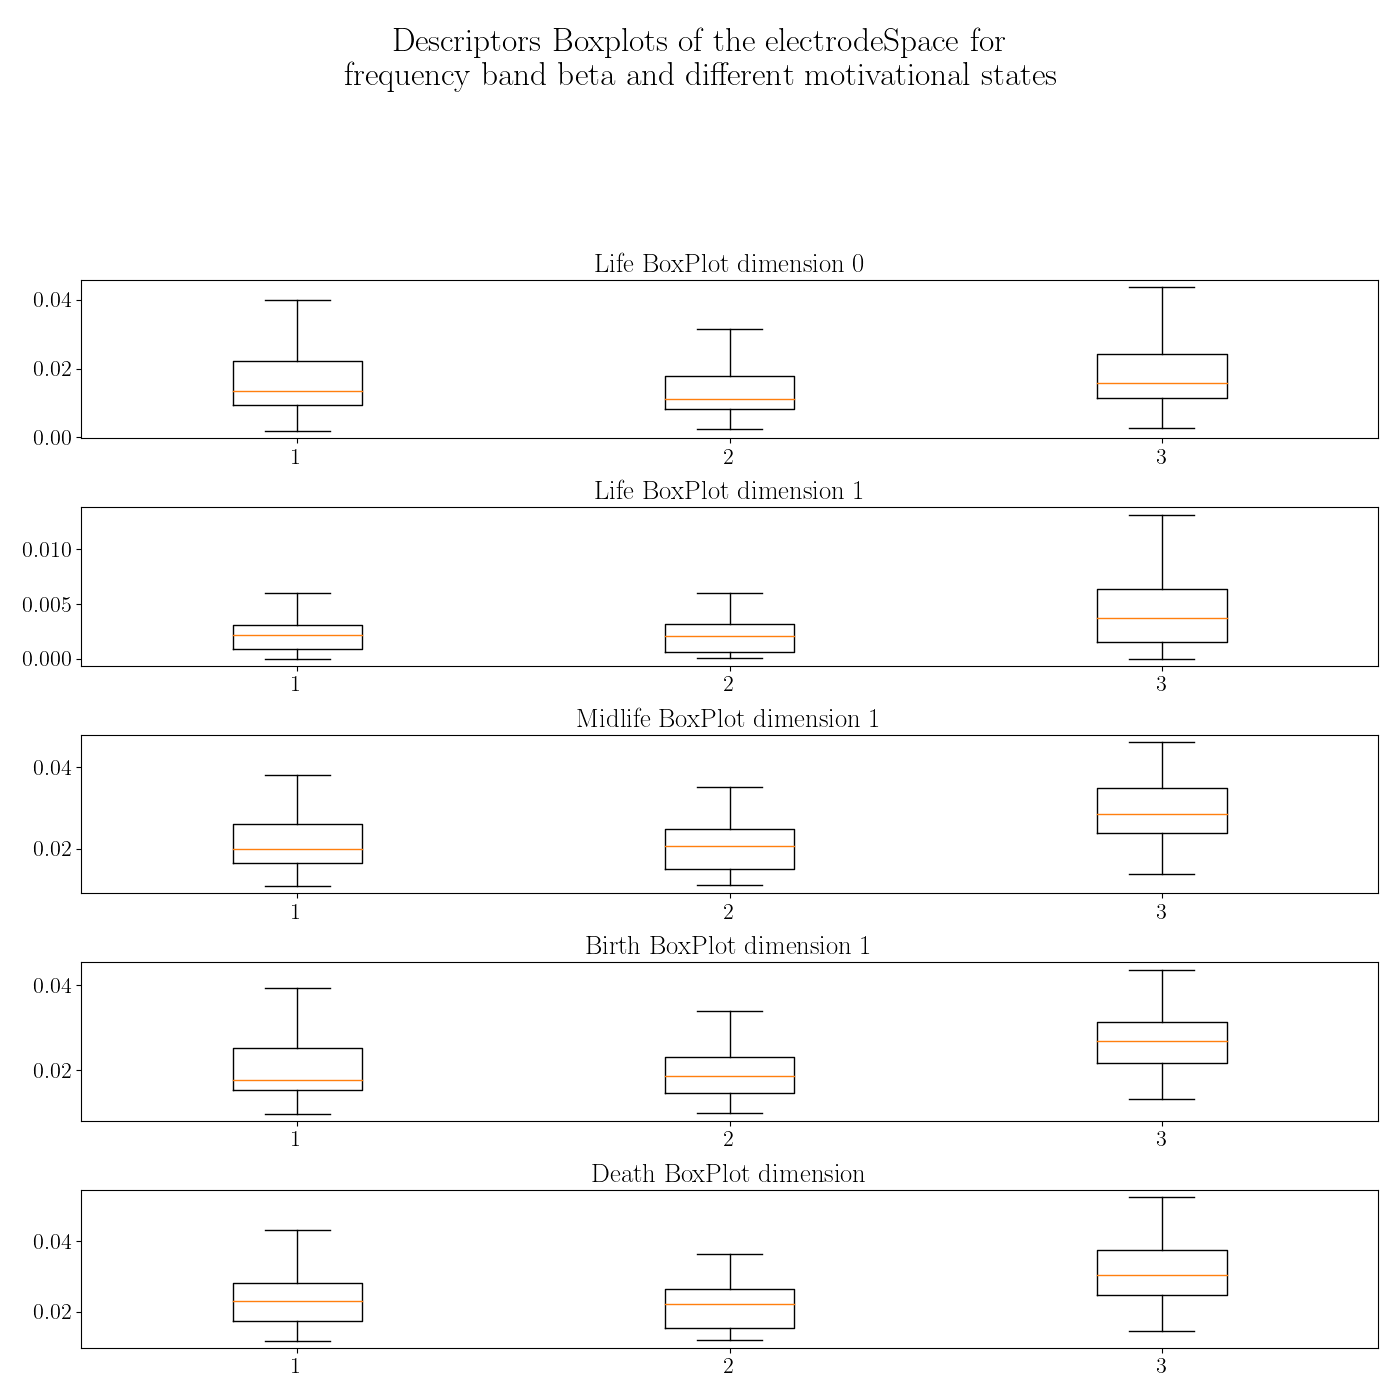 Descriptors Boxplots of the electrodeSpace for
frequency band beta and different motivational states
Life BoxPlot dimension 0
0.04
0.02
0.00
1 2 3
Life BoxPlot dimension 1
0.010
0.005
0.000
1 2 3
Midlife BoxPlot dimension 1
0.04
0.02
1 2 3
Birth BoxPlot dimension 1
0.04
0.02
1 2 3
Death BoxPlot dimension
0.04
0.02
1 2 3